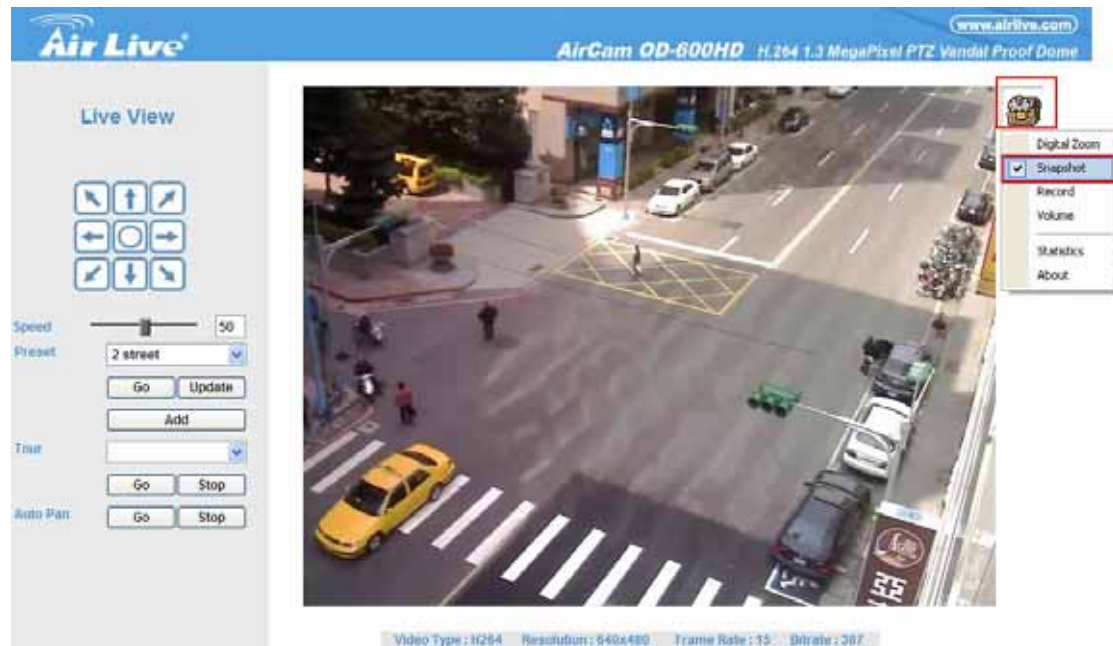 Air Live
www.airlive.com
AirCam OD-600HD H.264 1.3 MegaPixel PTZ Vandal Proof Dome
Live View
Digital Zoom
Snapshot
Record
Volume
Statistics
About
Speed 50
Preset 2 street
Go Update
Add
Tour
Go Stop
Auto Pan Go Stop
Video Type : H264 Resolution : 640x480 Frame Rate : 15 Bitrate : 387